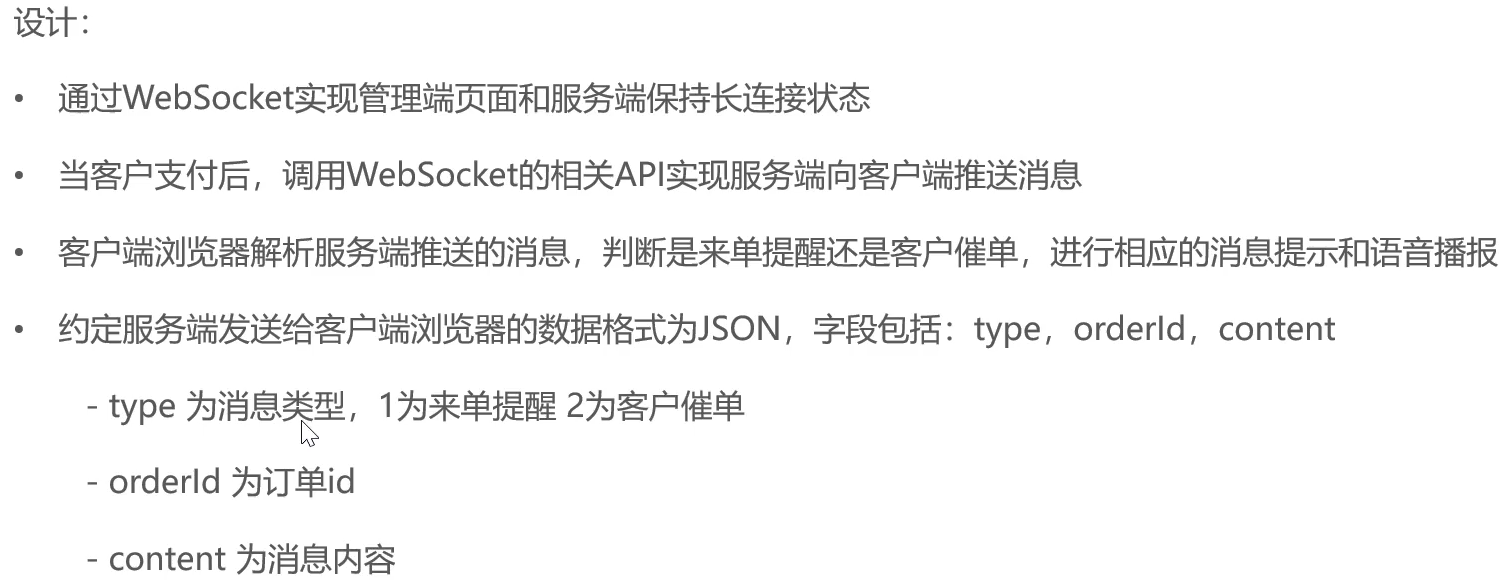 设计：
• 通过WebSocket实现管理端页面和服务端保持长连接状态
• 当客户支付后，调用WebSocket的相关API实现服务端向客户端推送消息
• 客户端浏览器解析服务端推送的消息，判断是来单提醒还是客户催单，进行相应的消息提示和语音播报
• 约定服务端发送给客户端浏览器的数据格式为JSON，字段包括：type，orderId，content
- type 为消息类型，1为来单提醒 2为客户催单
- orderId 为订单id
- content 为消息内容